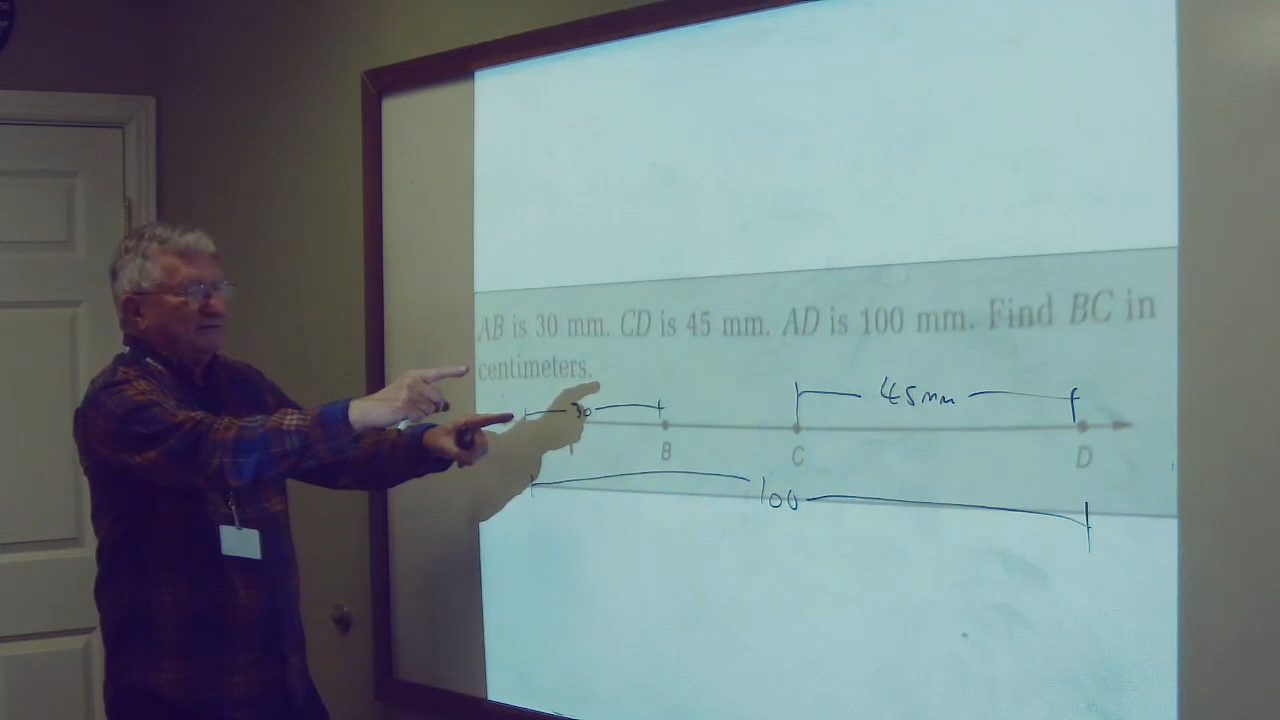 AB is 30 mm. CD is 45 mm. AD is 100 mm. Find BC in
centimeters.
30
45mm
B
C
D
100